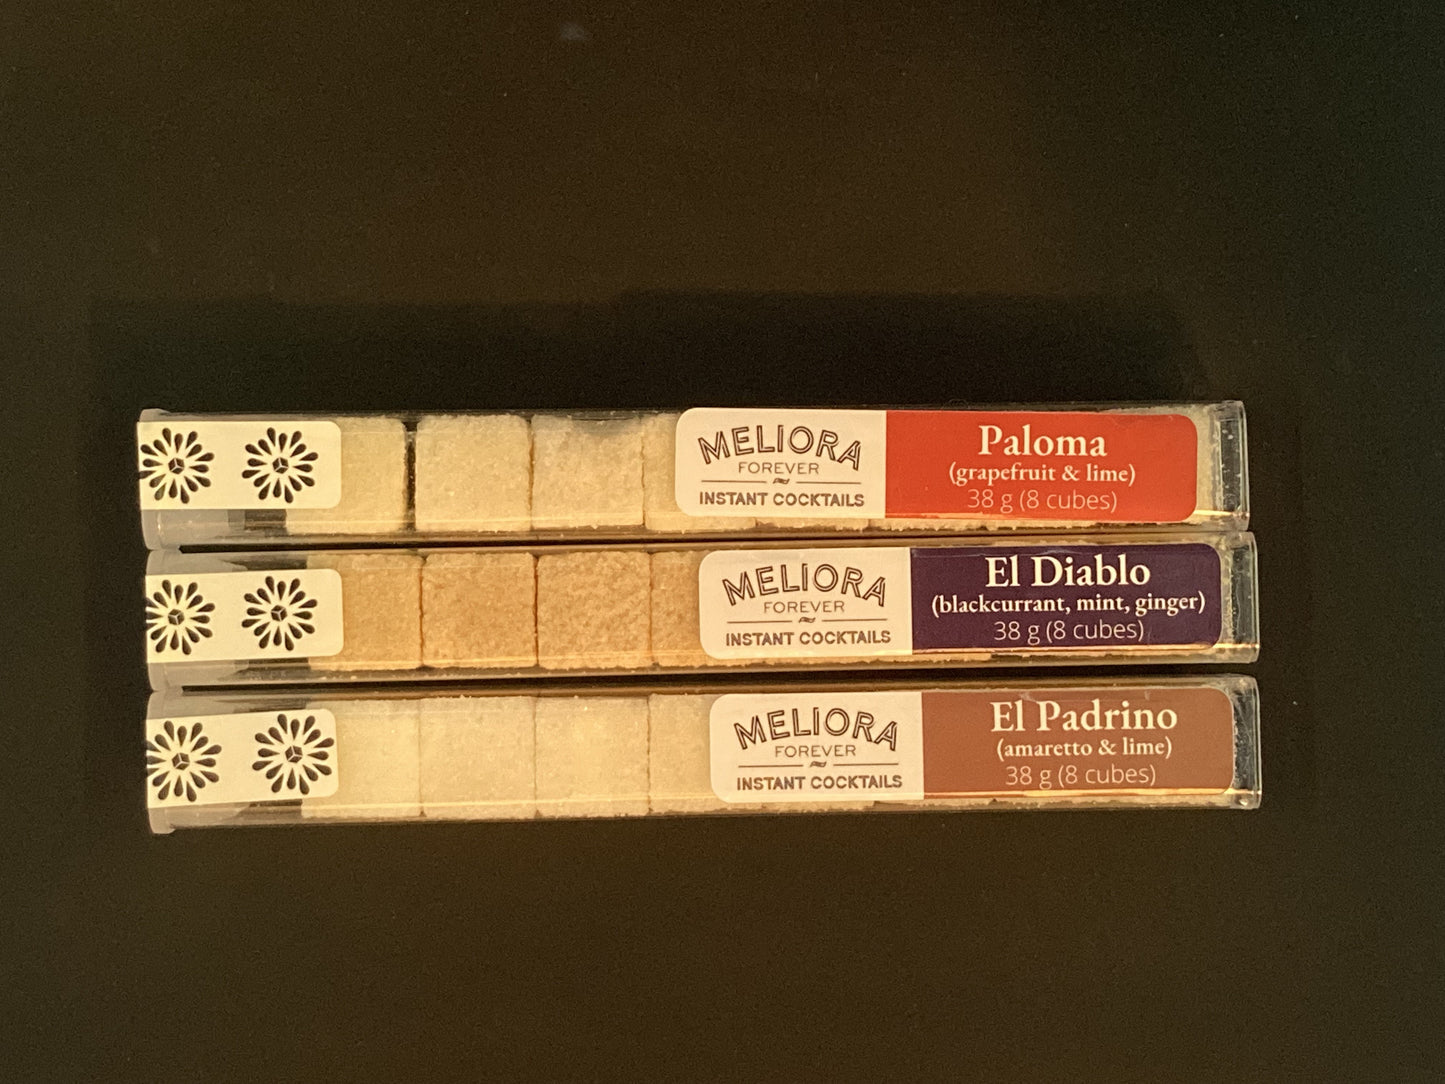 MELIORA
FOREVER
INSTANT COCKTAILS
Paloma
(grapefruit & lime)
38 g (8 cubes)
MELIORA
FOREVER
INSTANT COCKTAILS
El Diablo
(blackcurrant, mint, ginger)
38 g (8 cubes)
MELIORA
FOREVER
INSTANT COCKTAILS
El Padrino
(amaretto & lime)
38 g (8 cubes)